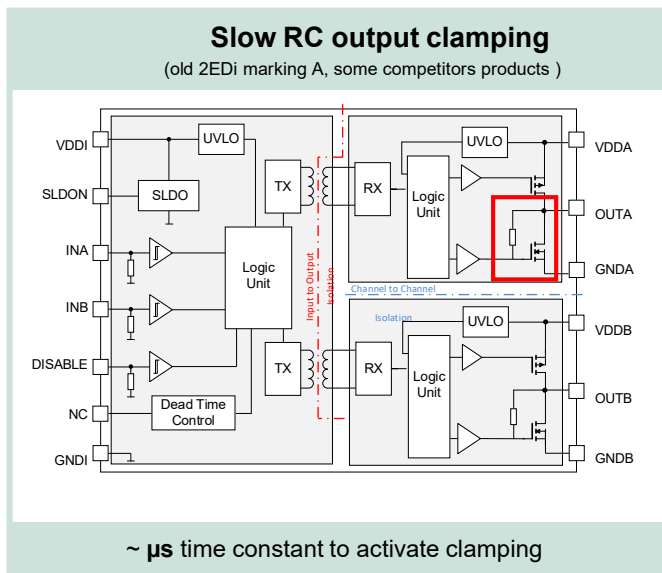 Slow RC output clamping
(old 2EDi marking A, some competitors products )
VDDI
SLDON
INA
INB
DISABLE
NC
GNDI
UVLO
SLDO
TX
Logic
Unit
TX
Dead Time
Control
Input to Output
Isolation
RX
UVLO
Logic
Unit
VDDA
OUTA
GNDA
Channel to Channel
Isolation
RX
UVLO
Logic
Unit
VDDB
OUTB
GNDB
~ µs time constant to activate clamping